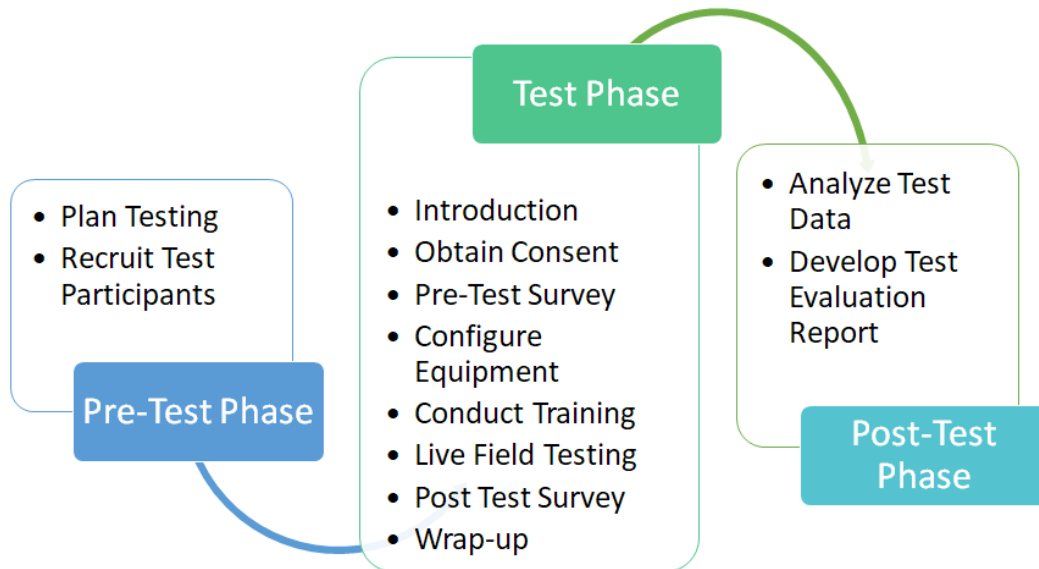 • Plan Testing
• Recruit Test
Participants
Pre-Test Phase
Test Phase
• Introduction
• Obtain Consent
• Pre-Test Survey
• Configure
Equipment
• Conduct Training
• Live Field Testing
• Post Test Survey
• Wrap-up
• Analyze Test
Data
• Develop Test
Evaluation
Report
Post-Test
Phase